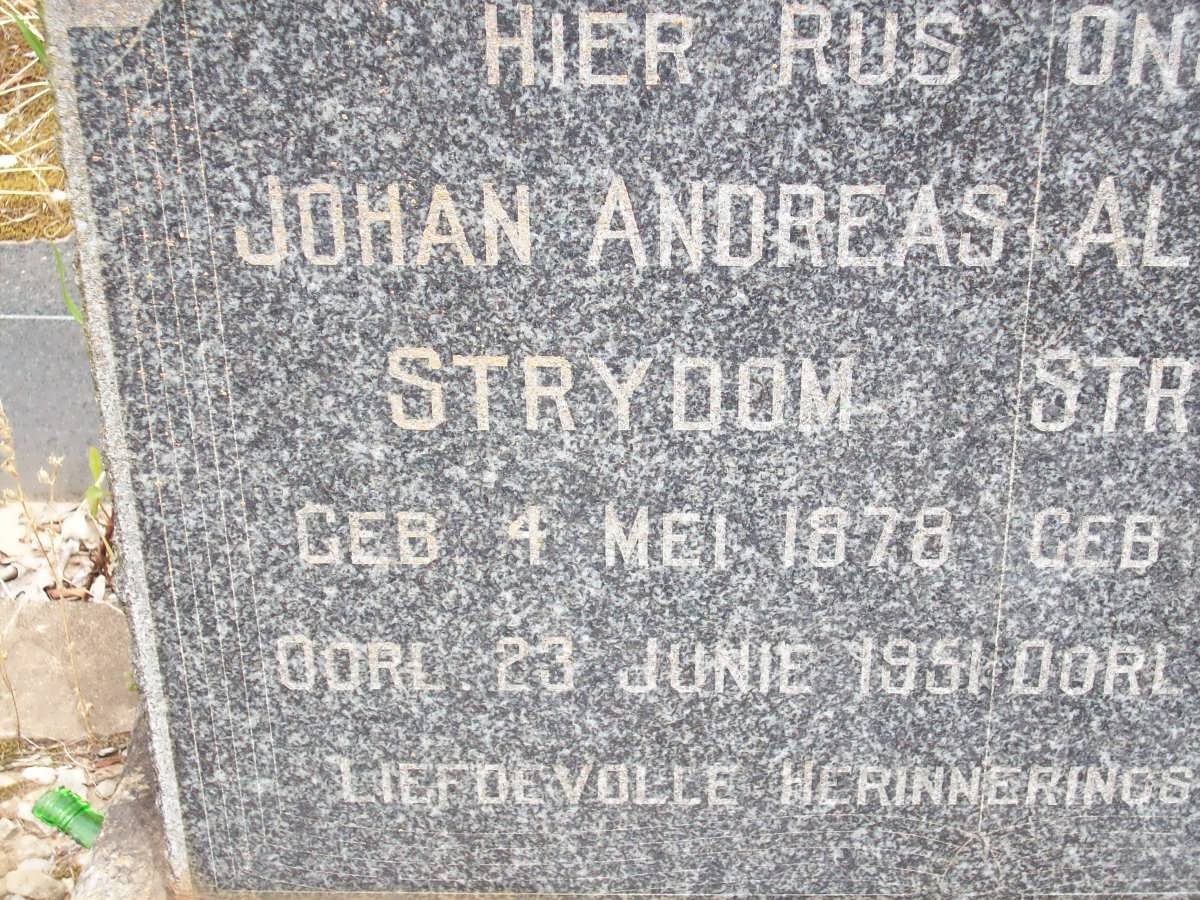 HIER RUS ON
JOHAN ANDREAS AL
STRYDOM STR
GEB. 4 MEI 1878 GEB
OORL. 23 JUNIE 1951 OORL
LIEFDEVOLLE HERINNERINGS